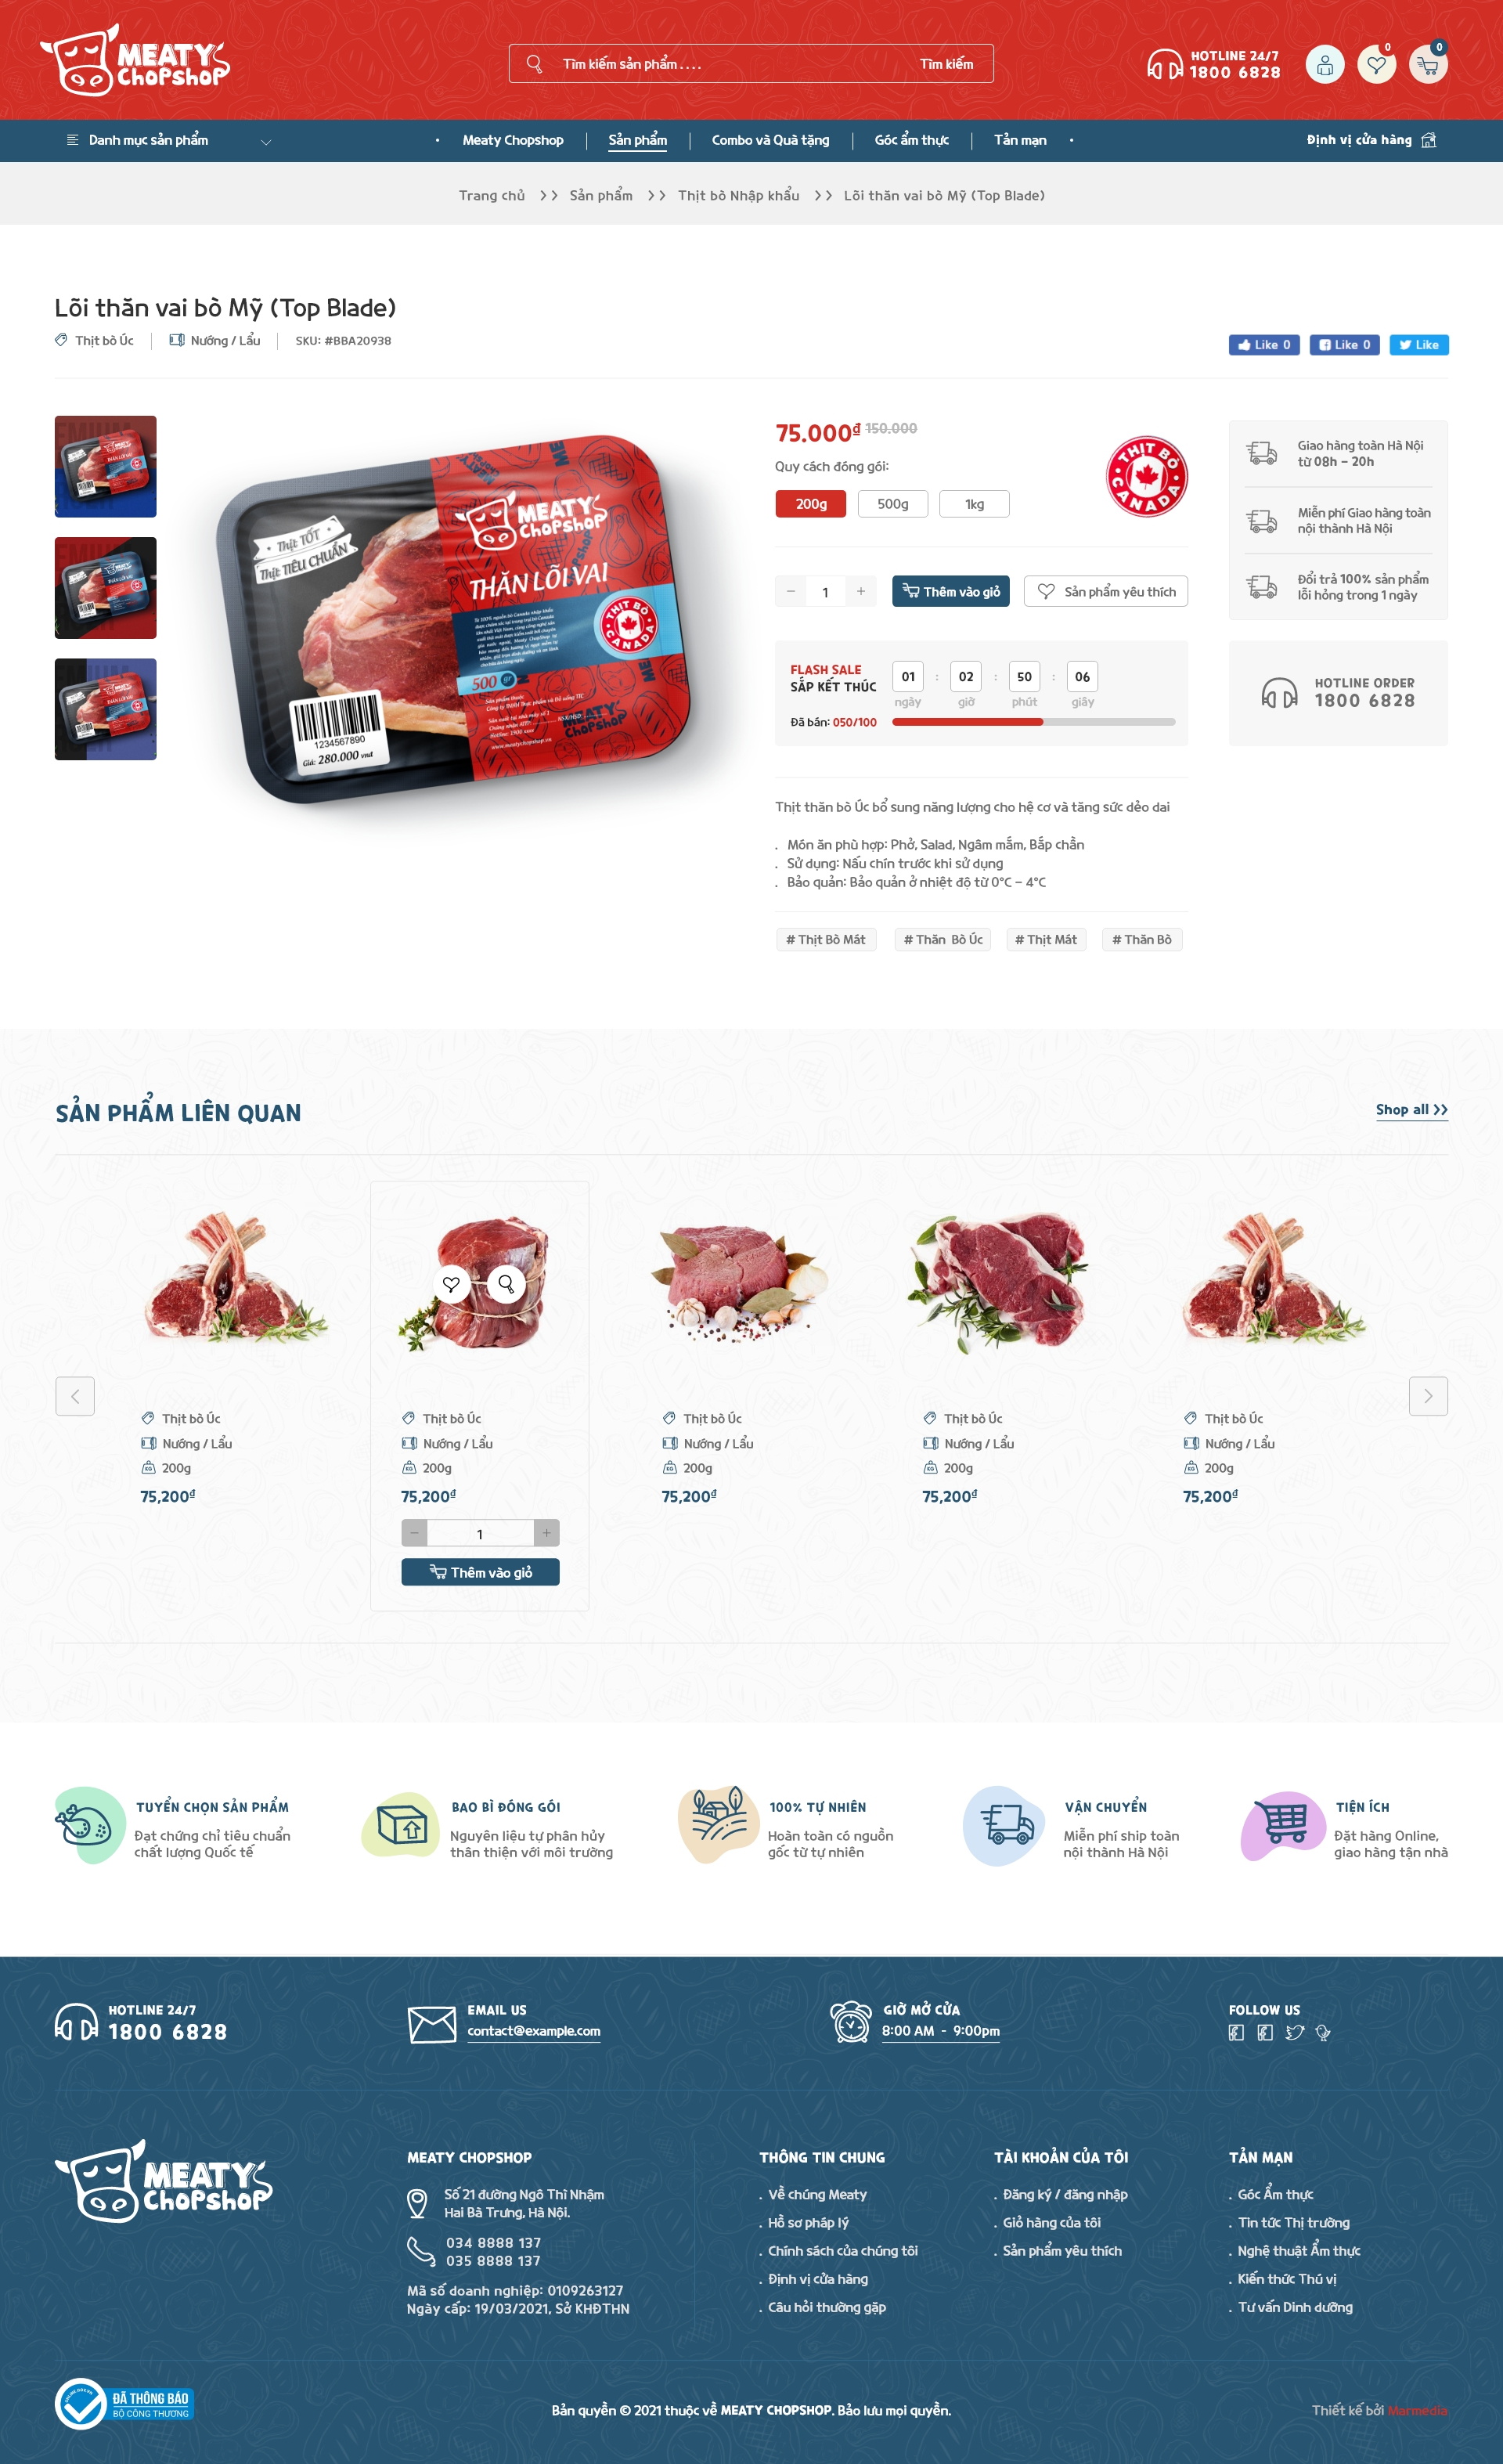 MEATY
ChoPshoP
Tìm kiếm sản phẩm . . . .
Tìm kiếm
HOTLINE 24/7
1800 6828
0
0
Danh mục sản phẩm
Meaty Chopshop
Sản phẩm
Combo và Quà tặng
Góc ẩm thực
Tản mạn
Định vị cửa hàng
Trang chủ >> Sản phẩm >> Thịt bò Nhập khẩu >> Lõi thăn vai bò Mỹ (Top Blade)
Lõi thăn vai bò Mỹ (Top Blade)
Thịt bò Úc
Nướng / Lẩu
SKU: #BBA20938
Like 0
Like 0
Like
MEATY
ChoPshoP
Thịt TỐT
Thịt TIÊU CHUẨN
THĂN LÕI VAI
THỊT BÒ
CANADA
500 gr
1234567890
Giá: 280.000 vnđ
www.meatychopshop.vn
75.000đ 150.000
Quy cách đóng gói:
200g
500g
1kg
THỊT BÒ
CANADA
− 1 +
Thêm vào giỏ
Sản phẩm yêu thích
FLASH SALE
SẮP KẾT THÚC
01 : 02 : 50 : 06
ngày giờ phút giây
Đã bán: 050/100
Giao hàng toàn Hà Nội
từ 08h – 20h
Miễn phí Giao hàng toàn
nội thành Hà Nội
Đổi trả 100% sản phẩm
lỗi hỏng trong 1 ngày
HOTLINE ORDER
1800 6828
Thịt thăn bò Úc bổ sung năng lượng cho hệ cơ và tăng sức dẻo dai
. Món ăn phù hợp: Phở, Salad, Ngâm mắm, Bắp chần
. Sử dụng: Nấu chín trước khi sử dụng
. Bảo quản: Bảo quản ở nhiệt độ từ 0°C – 4°C
# Thịt Bò Mát
# Thăn Bò Úc
# Thịt Mát
# Thăn Bò
SẢN PHẨM LIÊN QUAN
Shop all >>
Thịt bò Úc
Nướng / Lẩu
200g
75,200đ
Thịt bò Úc
Nướng / Lẩu
200g
75,200đ
− 1 +
Thêm vào giỏ
Thịt bò Úc
Nướng / Lẩu
200g
75,200đ
Thịt bò Úc
Nướng / Lẩu
200g
75,200đ
Thịt bò Úc
Nướng / Lẩu
200g
75,200đ
TUYỂN CHỌN SẢN PHẨM
Đạt chứng chỉ tiêu chuẩn
chất lượng Quốc tế
BAO BÌ ĐÓNG GÓI
Nguyên liệu tự phân hủy
thân thiện với môi trường
100% TỰ NHIÊN
Hoàn toàn có nguồn
gốc từ tự nhiên
VẬN CHUYỂN
Miễn phí ship toàn
nội thành Hà Nội
TIỆN ÍCH
Đặt hàng Online,
giao hàng tận nhà
HOTLINE 24/7
1800 6828
EMAIL US
contact@example.com
GIỜ MỞ CỬA
8:00 AM - 9:00pm
FOLLOW US
MEATY
ChoPshoP
MEATY CHOPSHOP
Số 21 đường Ngô Thì Nhậm
Hai Bà Trưng, Hà Nội.
034 8888 137
035 8888 137
Mã số doanh nghiệp: 0109263127
Ngày cấp: 19/03/2021, Sở KHĐTHN
THÔNG TIN CHUNG
. Về chúng Meaty
. Hồ sơ pháp lý
. Chính sách của chúng tôi
. Định vị cửa hàng
. Câu hỏi thường gặp
TÀI KHOẢN CỦA TÔI
. Đăng ký / đăng nhập
. Giỏ hàng của tôi
. Sản phẩm yêu thích
TẢN MẠN
. Góc Ẩm thực
. Tin tức Thị trường
. Nghệ thuật Ẩm thực
. Kiến thức Thú vị
. Tư vấn Dinh dưỡng
ĐÃ THÔNG BÁO
BỘ CÔNG THƯƠNG
Bản quyền © 2021 thuộc về MEATY CHOPSHOP. Bảo lưu mọi quyền.
Thiết kế bởi Marmedia